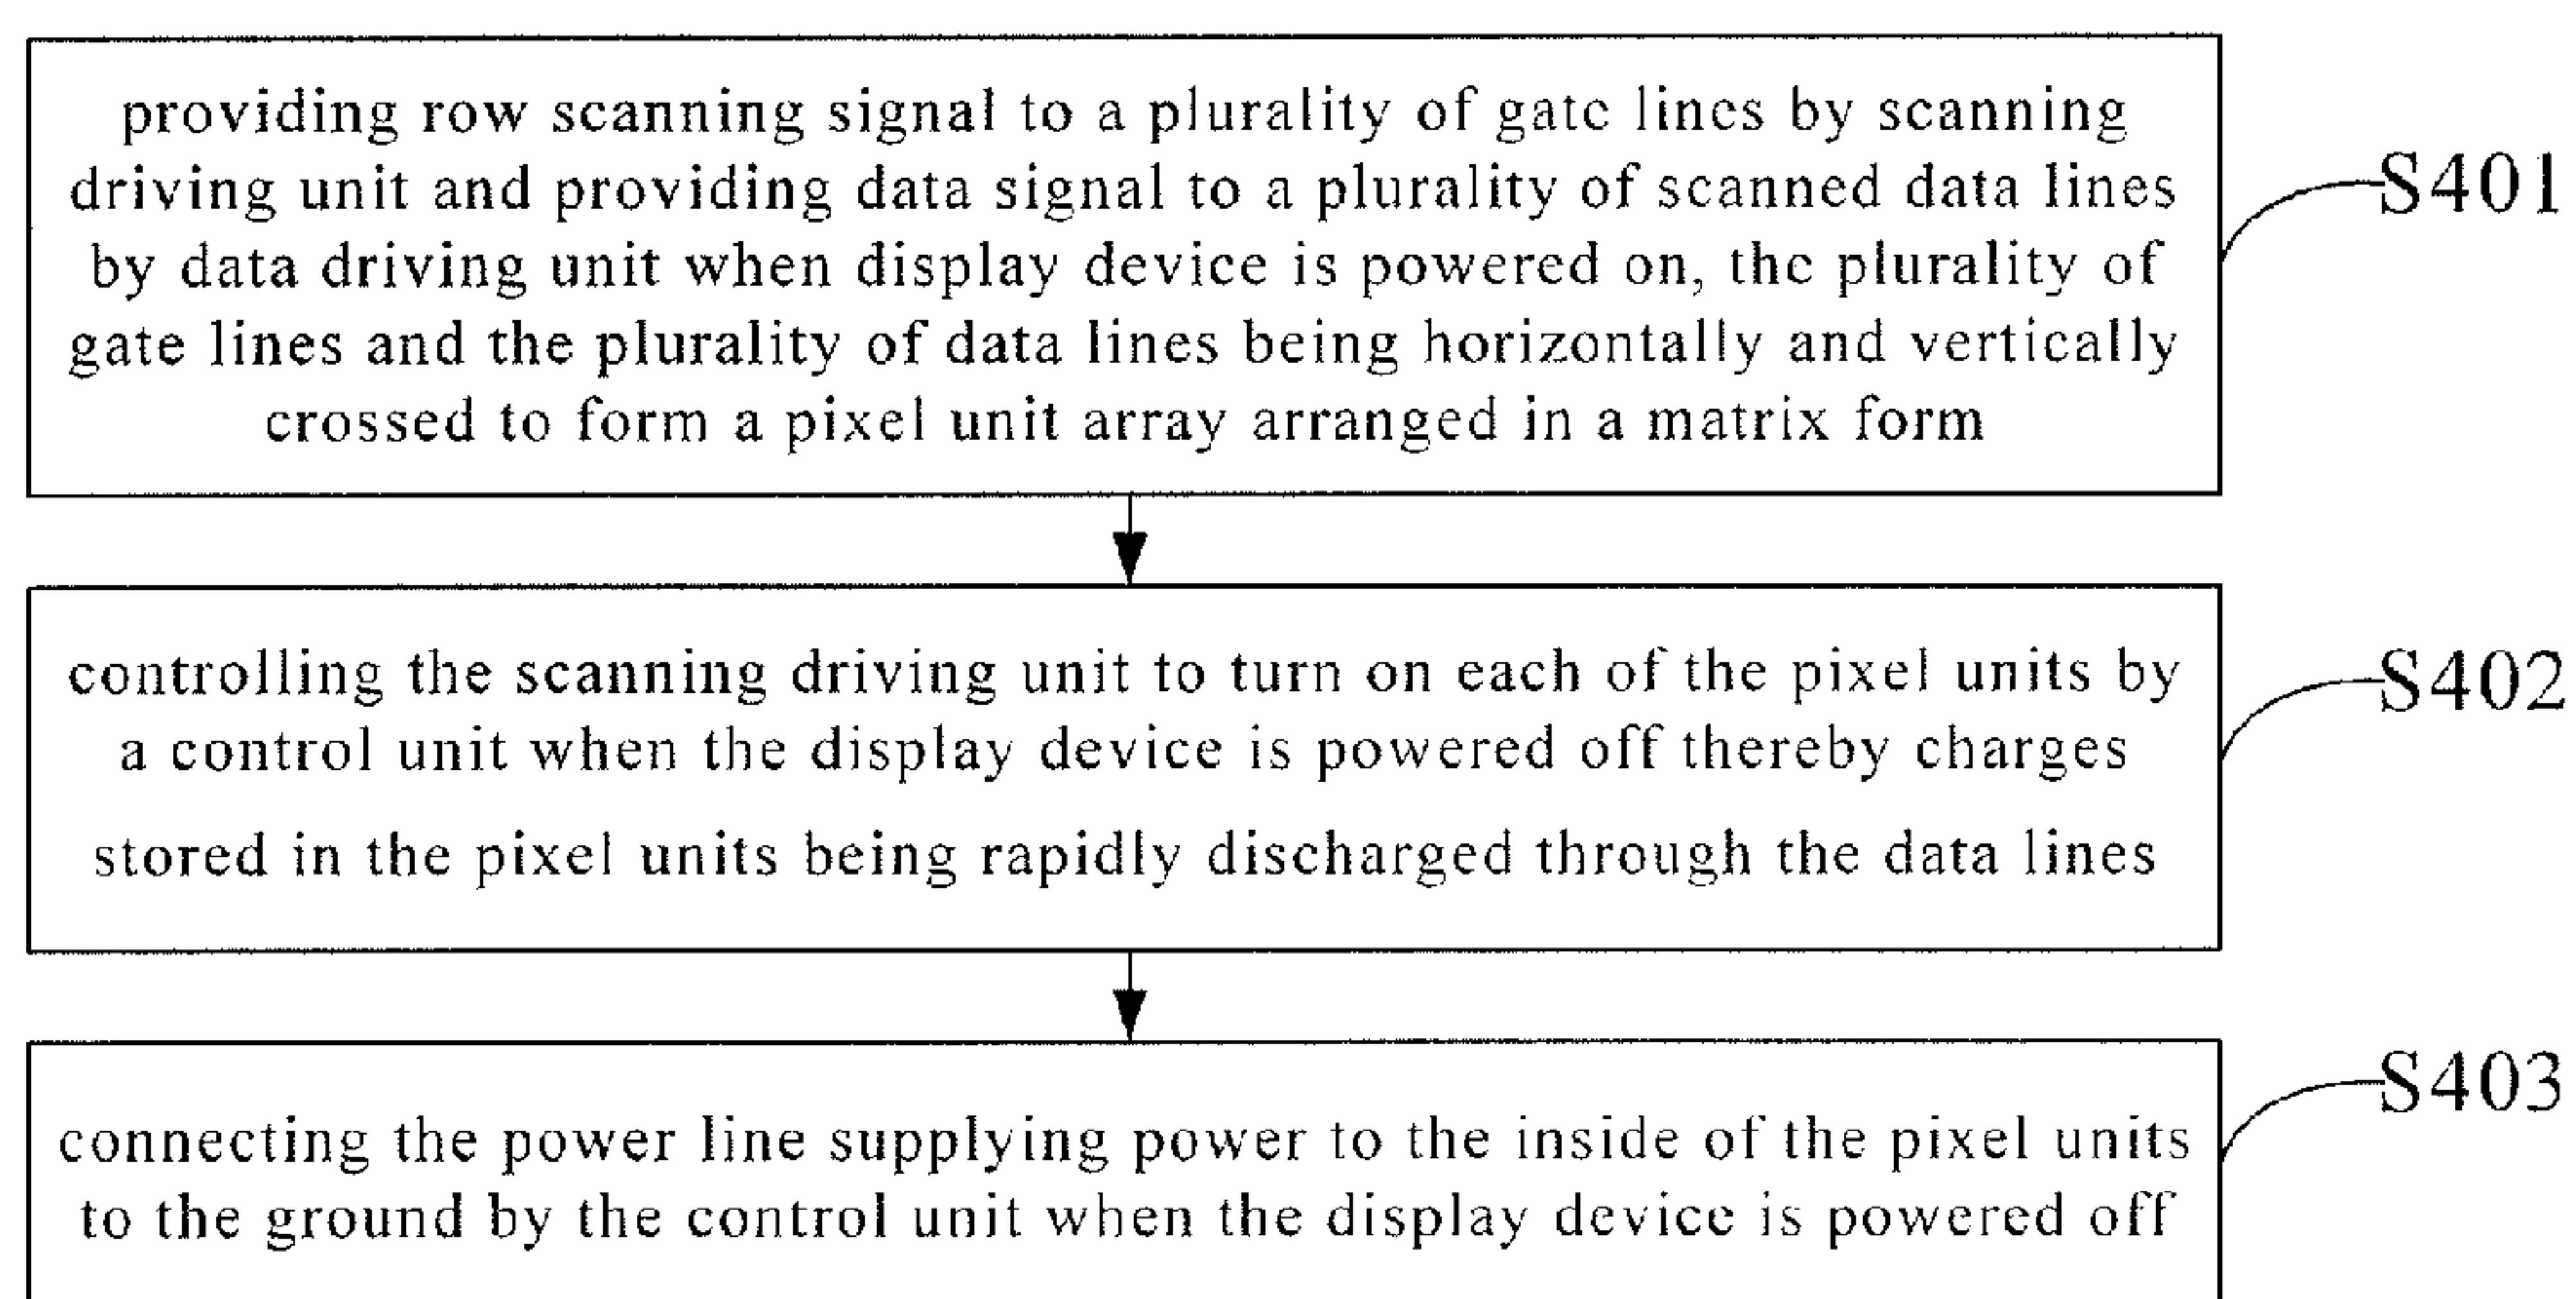 providing row scanning signal to a plurality of gate lines by scanning
driving unit and providing data signal to a plurality of scanned data lines
by data driving unit when display device is powered on, the plurality of
gate lines and the plurality of data lines being horizontally and vertically
crossed to form a pixel unit array arranged in a matrix form
S401
controlling the scanning driving unit to turn on each of the pixel units by
a control unit when the display device is powered off thereby charges
stored in the pixel units being rapidly discharged through the data lines
S402
connecting the power line supplying power to the inside of the pixel units
to the ground by the control unit when the display device is powered off
S403